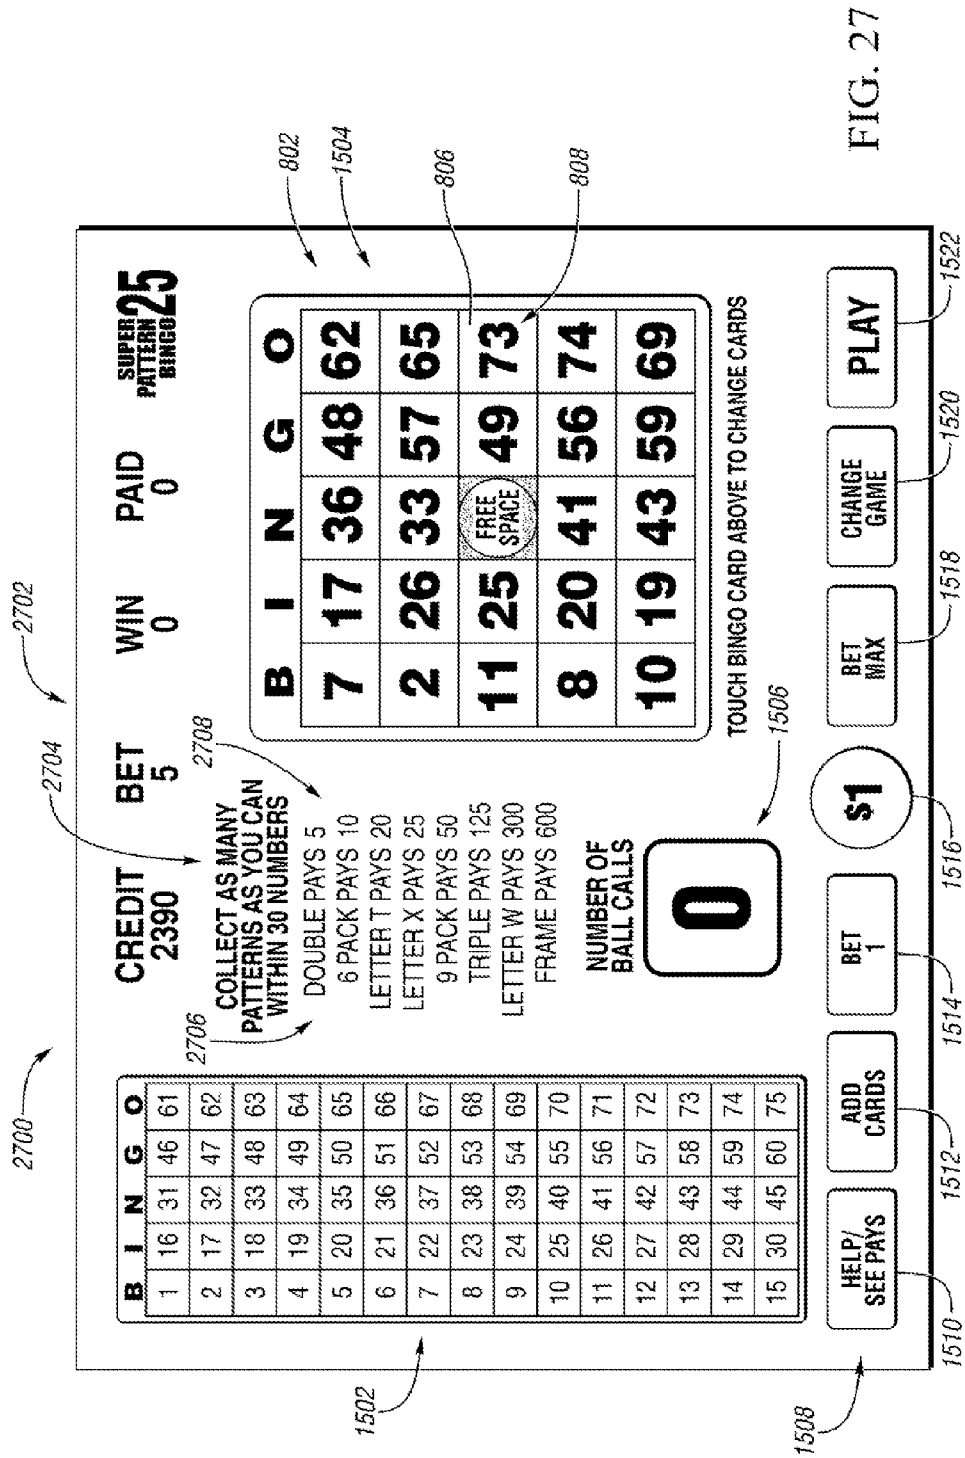 2700
2702
2704
CREDIT BET WIN PAID
2390 5 0 0
SUPER
PATTERN
BINGO 25
2706
COLLECT AS MANY
PATTERNS AS YOU CAN
WITHIN 30 NUMBERS
2708
DOUBLE PAYS 5
6 PACK PAYS 10
LETTER T PAYS 20
LETTER X PAYS 25
9 PACK PAYS 50
TRIPLE PAYS 125
LETTER W PAYS 300
FRAME PAYS 600
NUMBER OF
BALL CALLS
0
1506
1502
B I N G O
1 16 31 46 61
2 17 32 47 62
3 18 33 48 63
4 19 34 49 64
5 20 35 50 65
6 21 36 51 66
7 22 37 52 67
8 23 38 53 68
9 24 39 54 69
10 25 40 55 70
11 26 41 56 71
12 27 42 57 72
13 28 43 58 73
14 29 44 59 74
15 30 45 60 75
802
1504
806
808
B I N G O
7 17 36 48 62
2 26 33 57 65
11 25 FREE SPACE 49 73
8 20 41 56 74
10 19 43 59 69
TOUCH BINGO CARD ABOVE TO CHANGE CARDS
1508
HELP/
SEE PAYS
ADD
CARDS
BET
1
$1
BET
MAX
CHANGE
GAME
PLAY
1510
1512
1514
1516
1518
1520
1522
FIG. 27